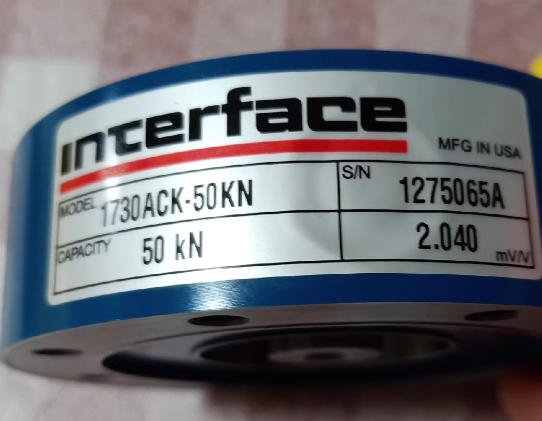 Interface
MFG IN USA
MODEL 1730ACK-50KN
S/N 1275065A
CAPACITY 50 kN
2.040 mV/V